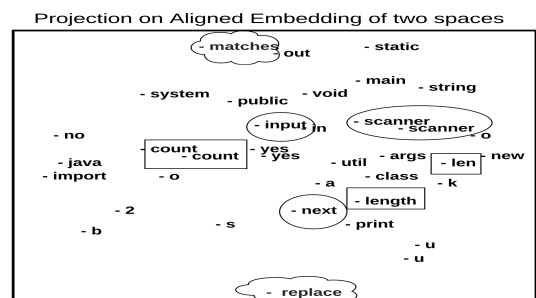 Projection on Aligned Embedding of two spaces
- matches
- out
- static
- main
- string
- system
- void
- public
- input
- in
- scanner
- scanner
- o
- no
- count
- count
- yes
- yes
- java
- util
- args
- len
- new
- import
- o
- a
- class
- k
- length
- 2
- next
- s
- print
- b
- u
- u
- replace